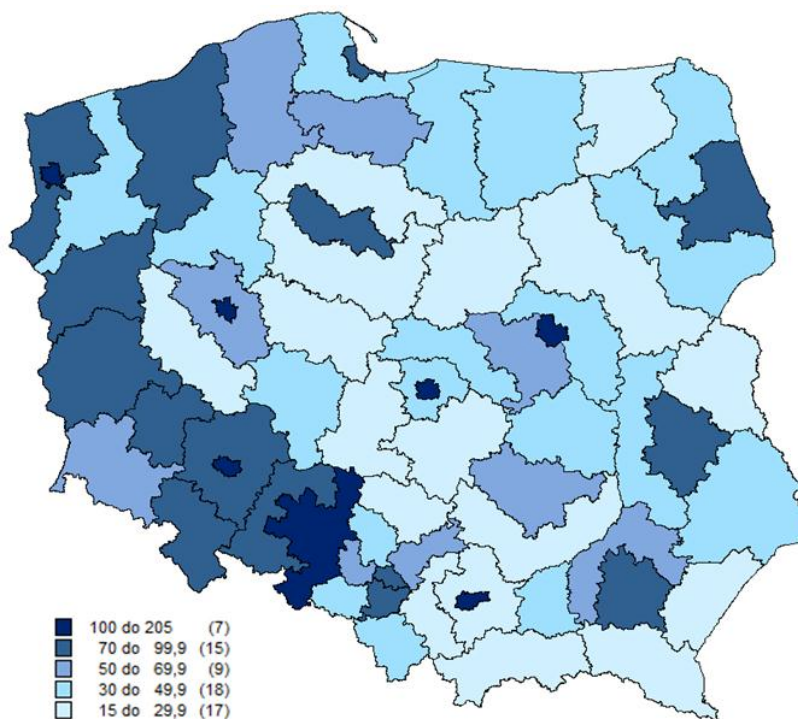 100 do 205 (7)
70 do 99,9 (15)
50 do 69,9 (9)
30 do 49,9 (18)
15 do 29,9 (17)